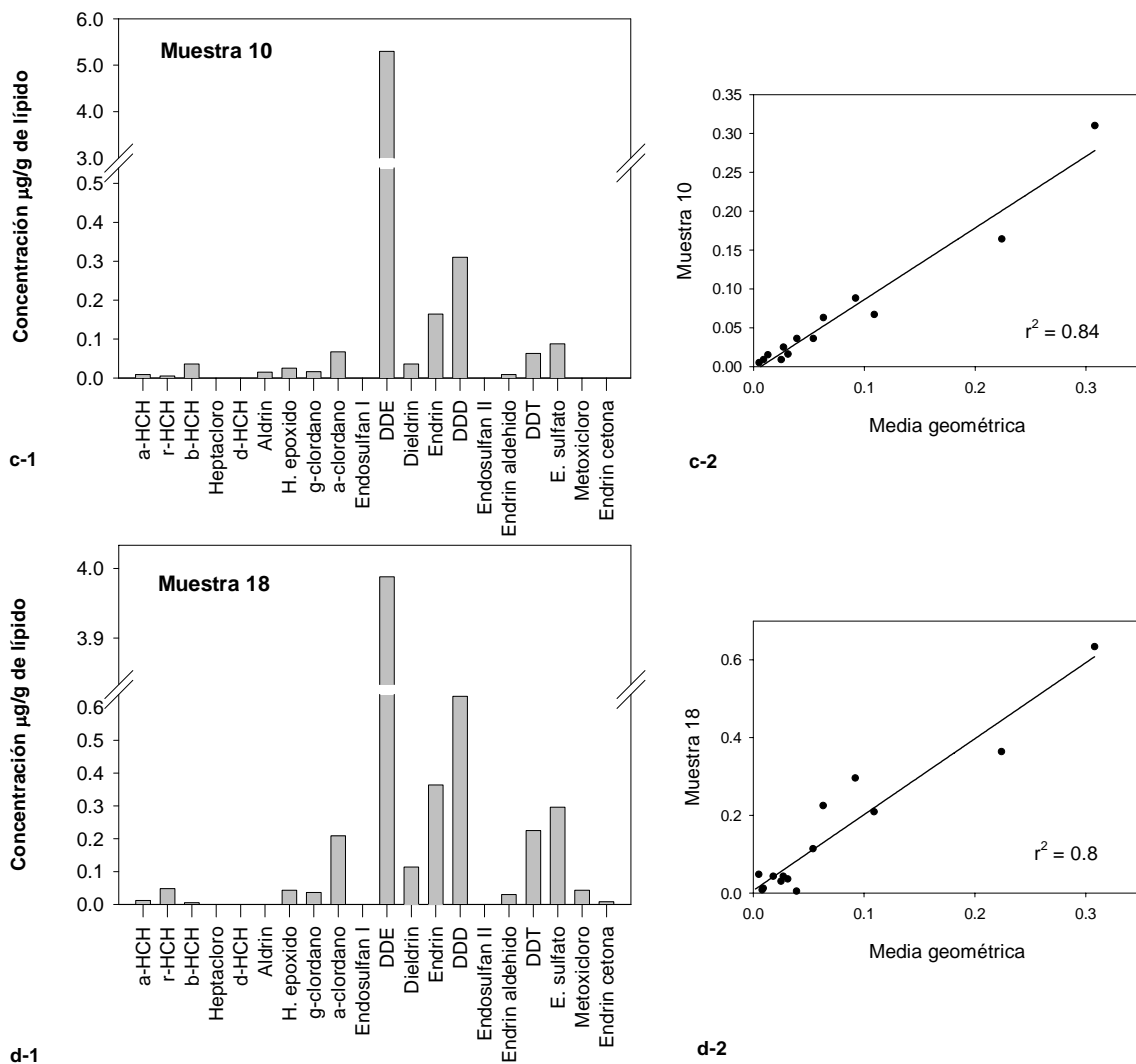 Muestra 10
Concentración µg/g de lípido
6.0
5.0
4.0
3.0
0.5
0.4
0.3
0.2
0.1
0.0
a-HCH
r-HCH
b-HCH
Heptacloro
d-HCH
Aldrin
H. epoxido
g-clordano
a-clordano
Endosulfan I
DDE
Dieldrin
Endrin
DDD
Endosulfan II
Endrin aldehido
DDT
E. sulfato
Metoxicloro
Endrin cetona
c-1
Muestra 10
0.35
0.30
0.25
0.20
0.15
0.10
0.05
0.00
r2 = 0.84
0.0 0.1 0.2 0.3
Media geométrica
c-2
Muestra 18
Concentración µg/g de lípido
4.0
3.9
0.6
0.5
0.4
0.3
0.2
0.1
0.0
a-HCH
r-HCH
b-HCH
Heptacloro
d-HCH
Aldrin
H. epoxido
g-clordano
a-clordano
Endosulfan I
DDE
Dieldrin
Endrin
DDD
Endosulfan II
Endrin aldehido
DDT
E. sulfato
Metoxicloro
Endrin cetona
d-1
Muestra 18
0.6
0.4
0.2
0.0
r2 = 0.8
0.0 0.1 0.2 0.3
Media geométrica
d-2